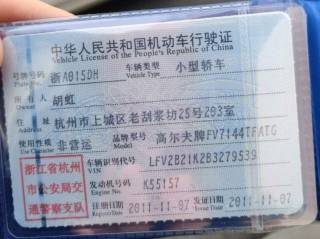 中华人民共和国机动车行驶证
Vehicle License of the People's Republic of China
号牌号码 浙A015DH 车辆类型 小型轿车
Plate No. Vehicle Type
所有人 胡虹
Owner
住址 杭州市上城区老刮浆坊25号203室
Address
使用性质 非营运 品牌型号 高尔夫牌FV7144TFATG
Model
浙江省杭州
市公安局交
通警察支队
车辆识别代号 LFV2B21K2B3279539
VIN
发动机号码 K55157
Engine No.
注册日期 2011-11-07 发证日期 2011-11-07
Register Date Issue Date